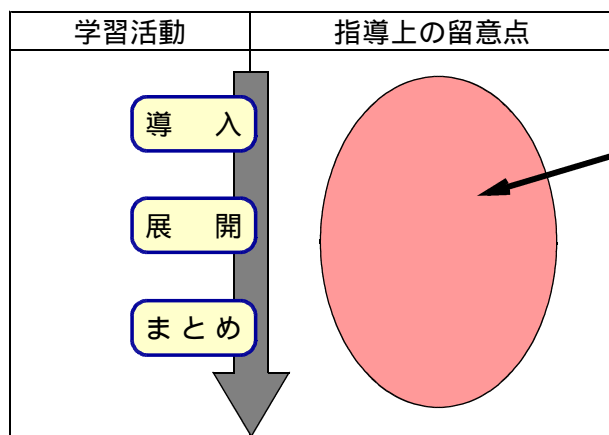 学習活動
指導上の留意点
導 入
展 開
まとめ